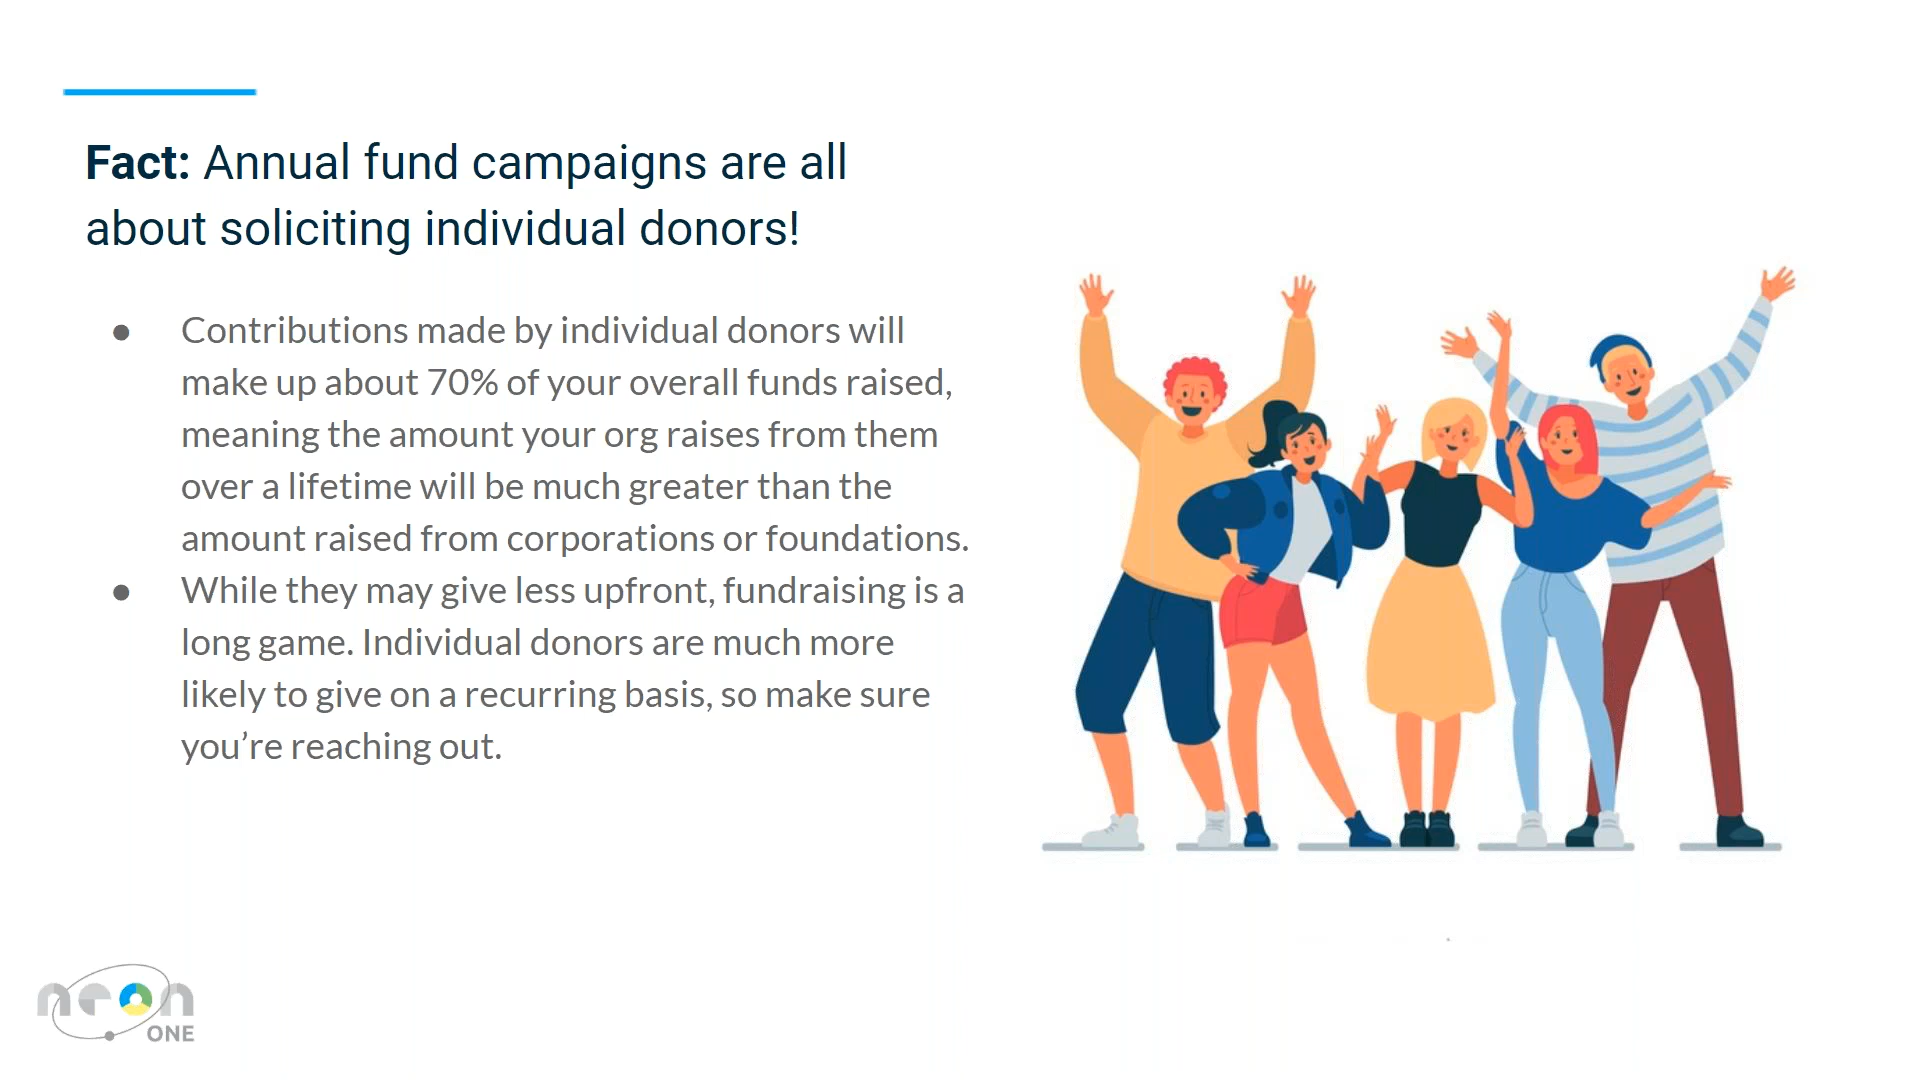 Fact: Annual fund campaigns are all
about soliciting individual donors!
● Contributions made by individual donors will
make up about 70% of your overall funds raised,
meaning the amount your org raises from them
over a lifetime will be much greater than the
amount raised from corporations or foundations.
● While they may give less upfront, fundraising is a
long game. Individual donors are much more
likely to give on a recurring basis, so make sure
you’re reaching out.
neon
ONE